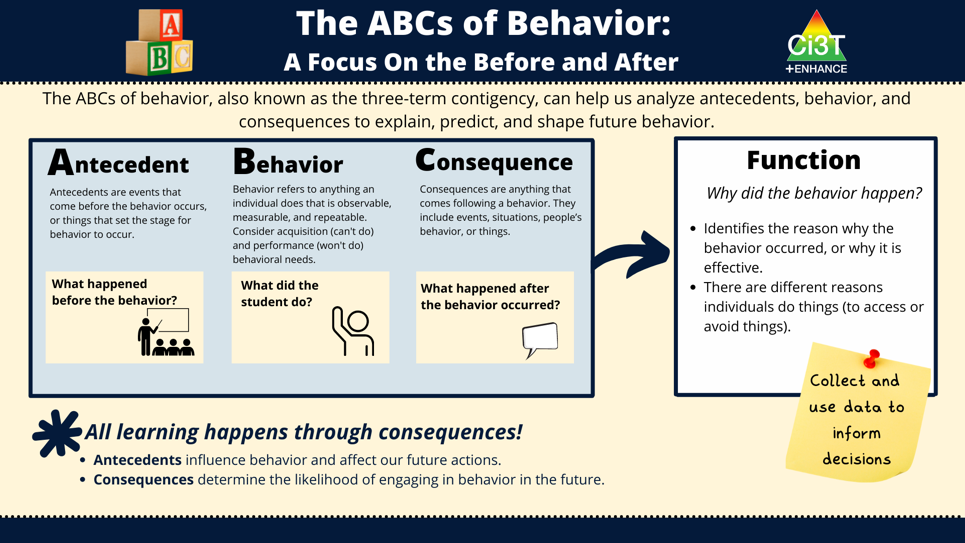 A
B C
The ABCs of Behavior:
A Focus On the Before and After
Ci3T
+ENHANCE
The ABCs of behavior, also known as the three-term contigency, can help us analyze antecedents, behavior, and
consequences to explain, predict, and shape future behavior.
Antecedent
Antecedents are events that
come before the behavior occurs,
or things that set the stage for
behavior to occur.
What happened
before the behavior?
Behavior
Behavior refers to anything an
individual does that is observable,
measurable, and repeatable.
Consider acquisition (can't do)
and performance (won't do)
behavioral needs.
What did the
student do?
Consequence
Consequences are anything that
comes following a behavior. They
include events, situations, people's
behavior, or things.
What happened after
the behavior occurred?
Function
Why did the behavior happen?
• Identifies the reason why the
behavior occurred, or why it is
effective.
• There are different reasons
individuals do things (to access or
avoid things).
Collect and
use data to
inform
decisions
All learning happens through consequences!
• Antecedents influence behavior and affect our future actions.
• Consequences determine the likelihood of engaging in behavior in the future.